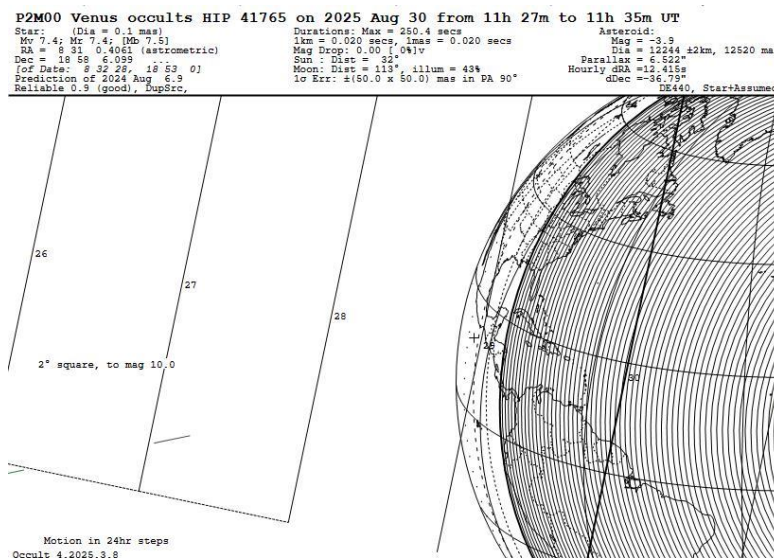 P2M00 Venus occults HIP 41765 on 2025 Aug 30 from 11h 27m to 11h 35m UT
Star: (Dia = 0.1 mas) Durations: Max = 250.4 secs Asteroid:
Mv 7.4; Mr 7.4; [Mb 7.5] 1km = 0.020 secs, 1mas = 0.020 secs Mag = -3.9
RA = 8 31 0.4061 (astrometric) Mag Drop: 0.00 [ 0%]v Dia = 12244 ±2km, 12520 ma
Dec = 18 58 6.099 ... Sun : Dist = 32° Parallax = 6.522"
[of Date: 8 32 28, 18 53 0] Moon: Dist = 113°, illum = 43% Hourly dRA =12.415s
Prediction of 2024 Aug 6.9 1σ Err: ±(50.0 x 50.0) mas in PA 90° dDec =-36.79"
Reliable 0.9 (good), DupSrc, DE440, Star+Assumed
26
27
28
29
30
2° square, to mag 10.0
Motion in 24hr steps
Occult 4.2025.3.8